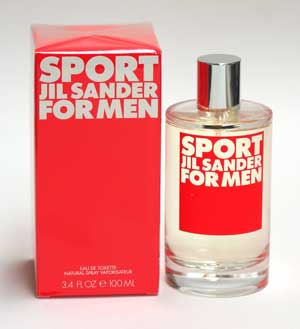 SPORT
JIL SANDER
FOR MEN
EAU DE TOILETTE
NATURAL SPRAY VAPORISATEUR
3.4 FL.OZ e 100 ML
SPORT
JIL SANDER
FOR MEN